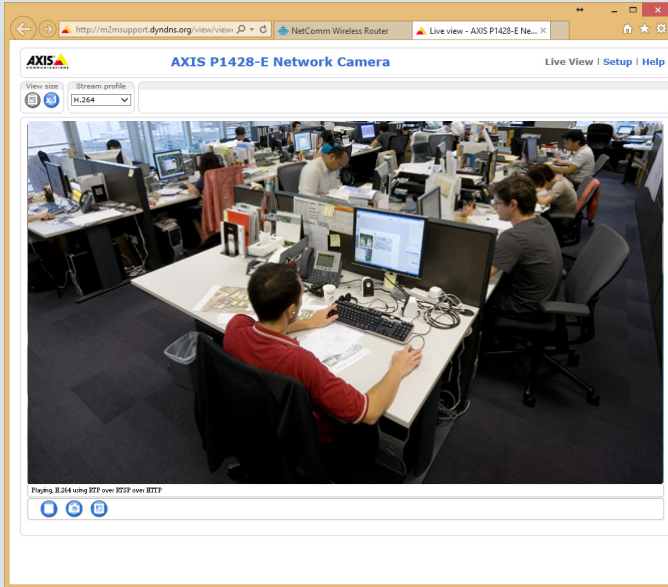 http://m2msupport.dyndns.org/view/view
NetComm Wireless Router
Live view - AXIS P1428-E Ne...
AXIS
COMMUNICATIONS
AXIS P1428-E Network Camera
Live View | Setup | Help
View size
Stream profile
H.264
Playing, H.264 using RTP over RTSP over HTTP